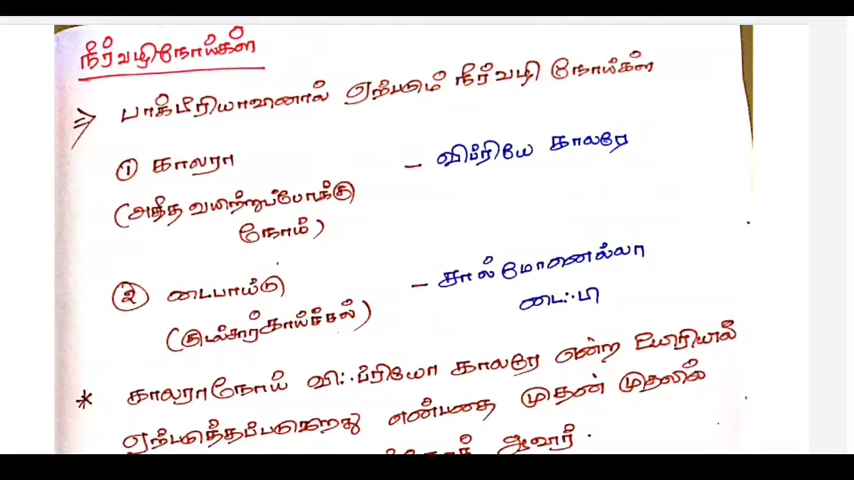 நீர்வழிநோய்கள்
⇒ பாக்டீரியாவினால் ஏற்படும் நீர்வழி நோய்கள்
① காலரா - விப்ரியே காலரே
(அதீத வயிற்றுப்போக்கு
நோய்)
② டைபாய்டு - சால்மோனெல்லா
(குடல்சார்காய்ச்சல்) டைஃபி
* காலராநோய் விஃப்ரியோ காலரே என்ற
ஏற்படுத்தப்படுகிறது என்பதை முதன் முதலில்
அவர்.